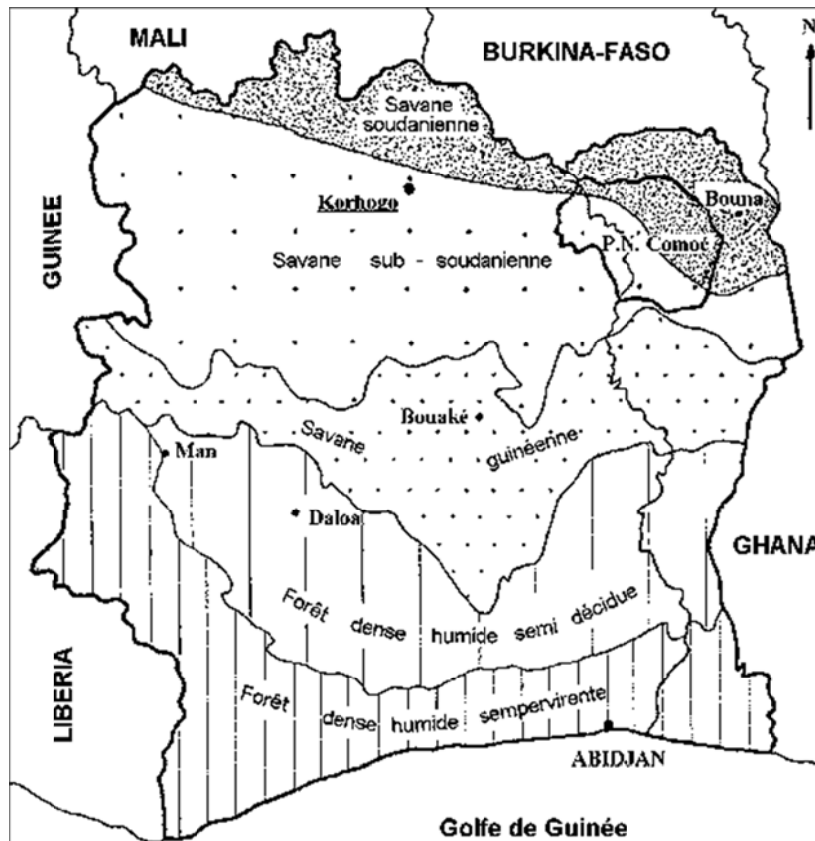 MALI
BURKINA-FASO
N
Savane
soudanienne
Korhogo
Bouna
P.N. Comoé
GUINEE
Savane sub - soudanienne
Bouaké
Savane guinéenne
Man
Daloa
GHANA
Forêt dense humide semi décidue
LIBERIA
Forêt dense humide sempervirente
ABIDJAN
Golfe de Guinée